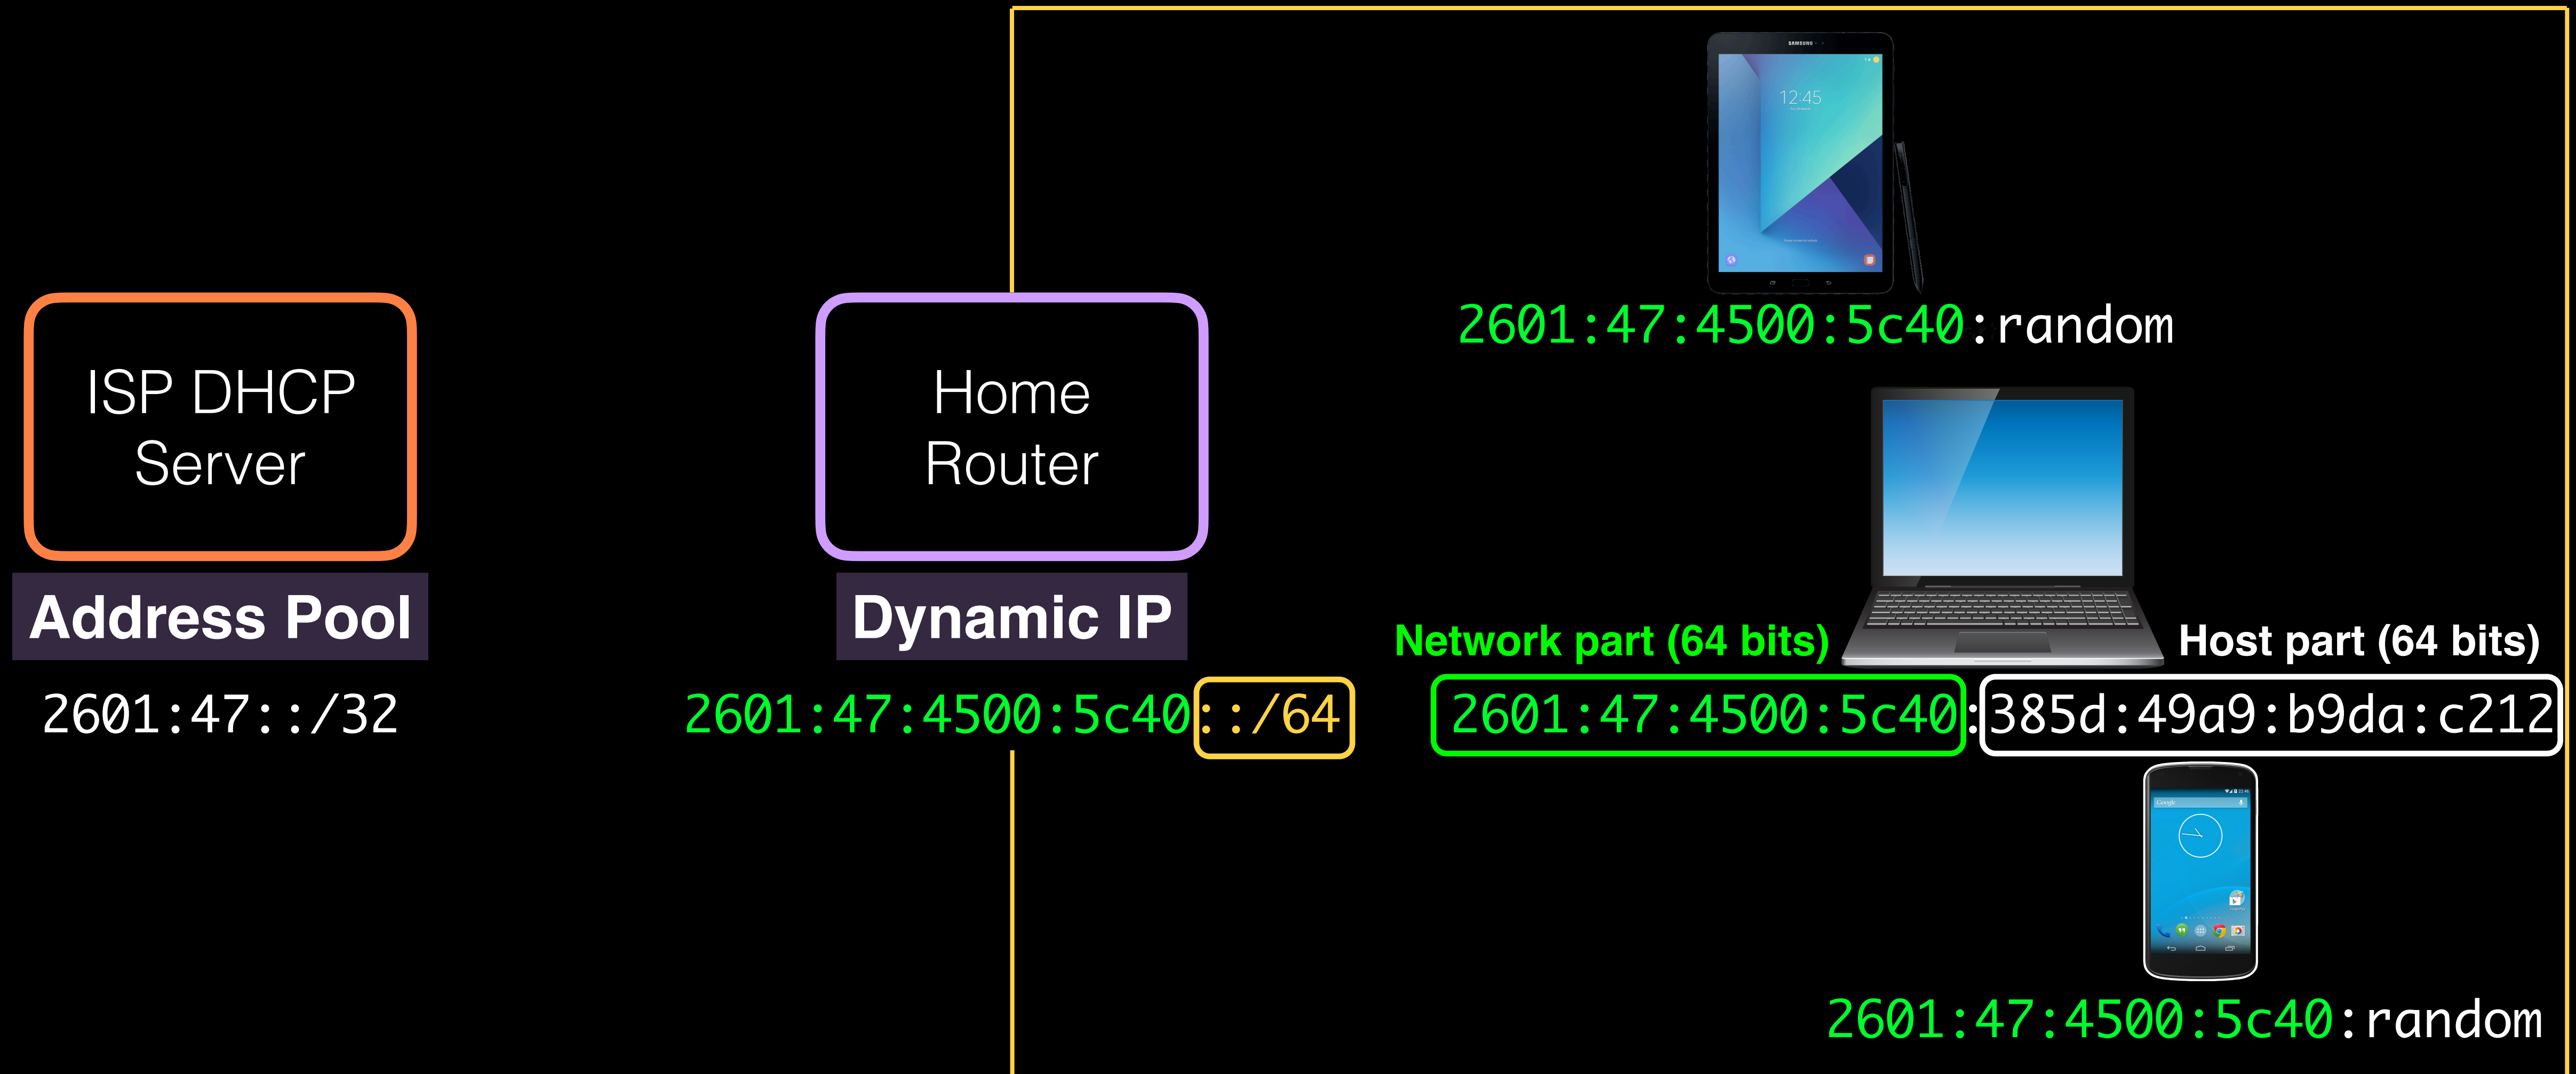 SAMSUNG
12:45
2601:47:4500:5c40:random
ISP DHCP
Server
Home
Router
Address Pool
Dynamic IP
Network part (64 bits)
Host part (64 bits)
2601:47::/32
2601:47:4500:5c40::/64
2601:47:4500:5c40:385d:49a9:b9da:c212
Google
2601:47:4500:5c40:random